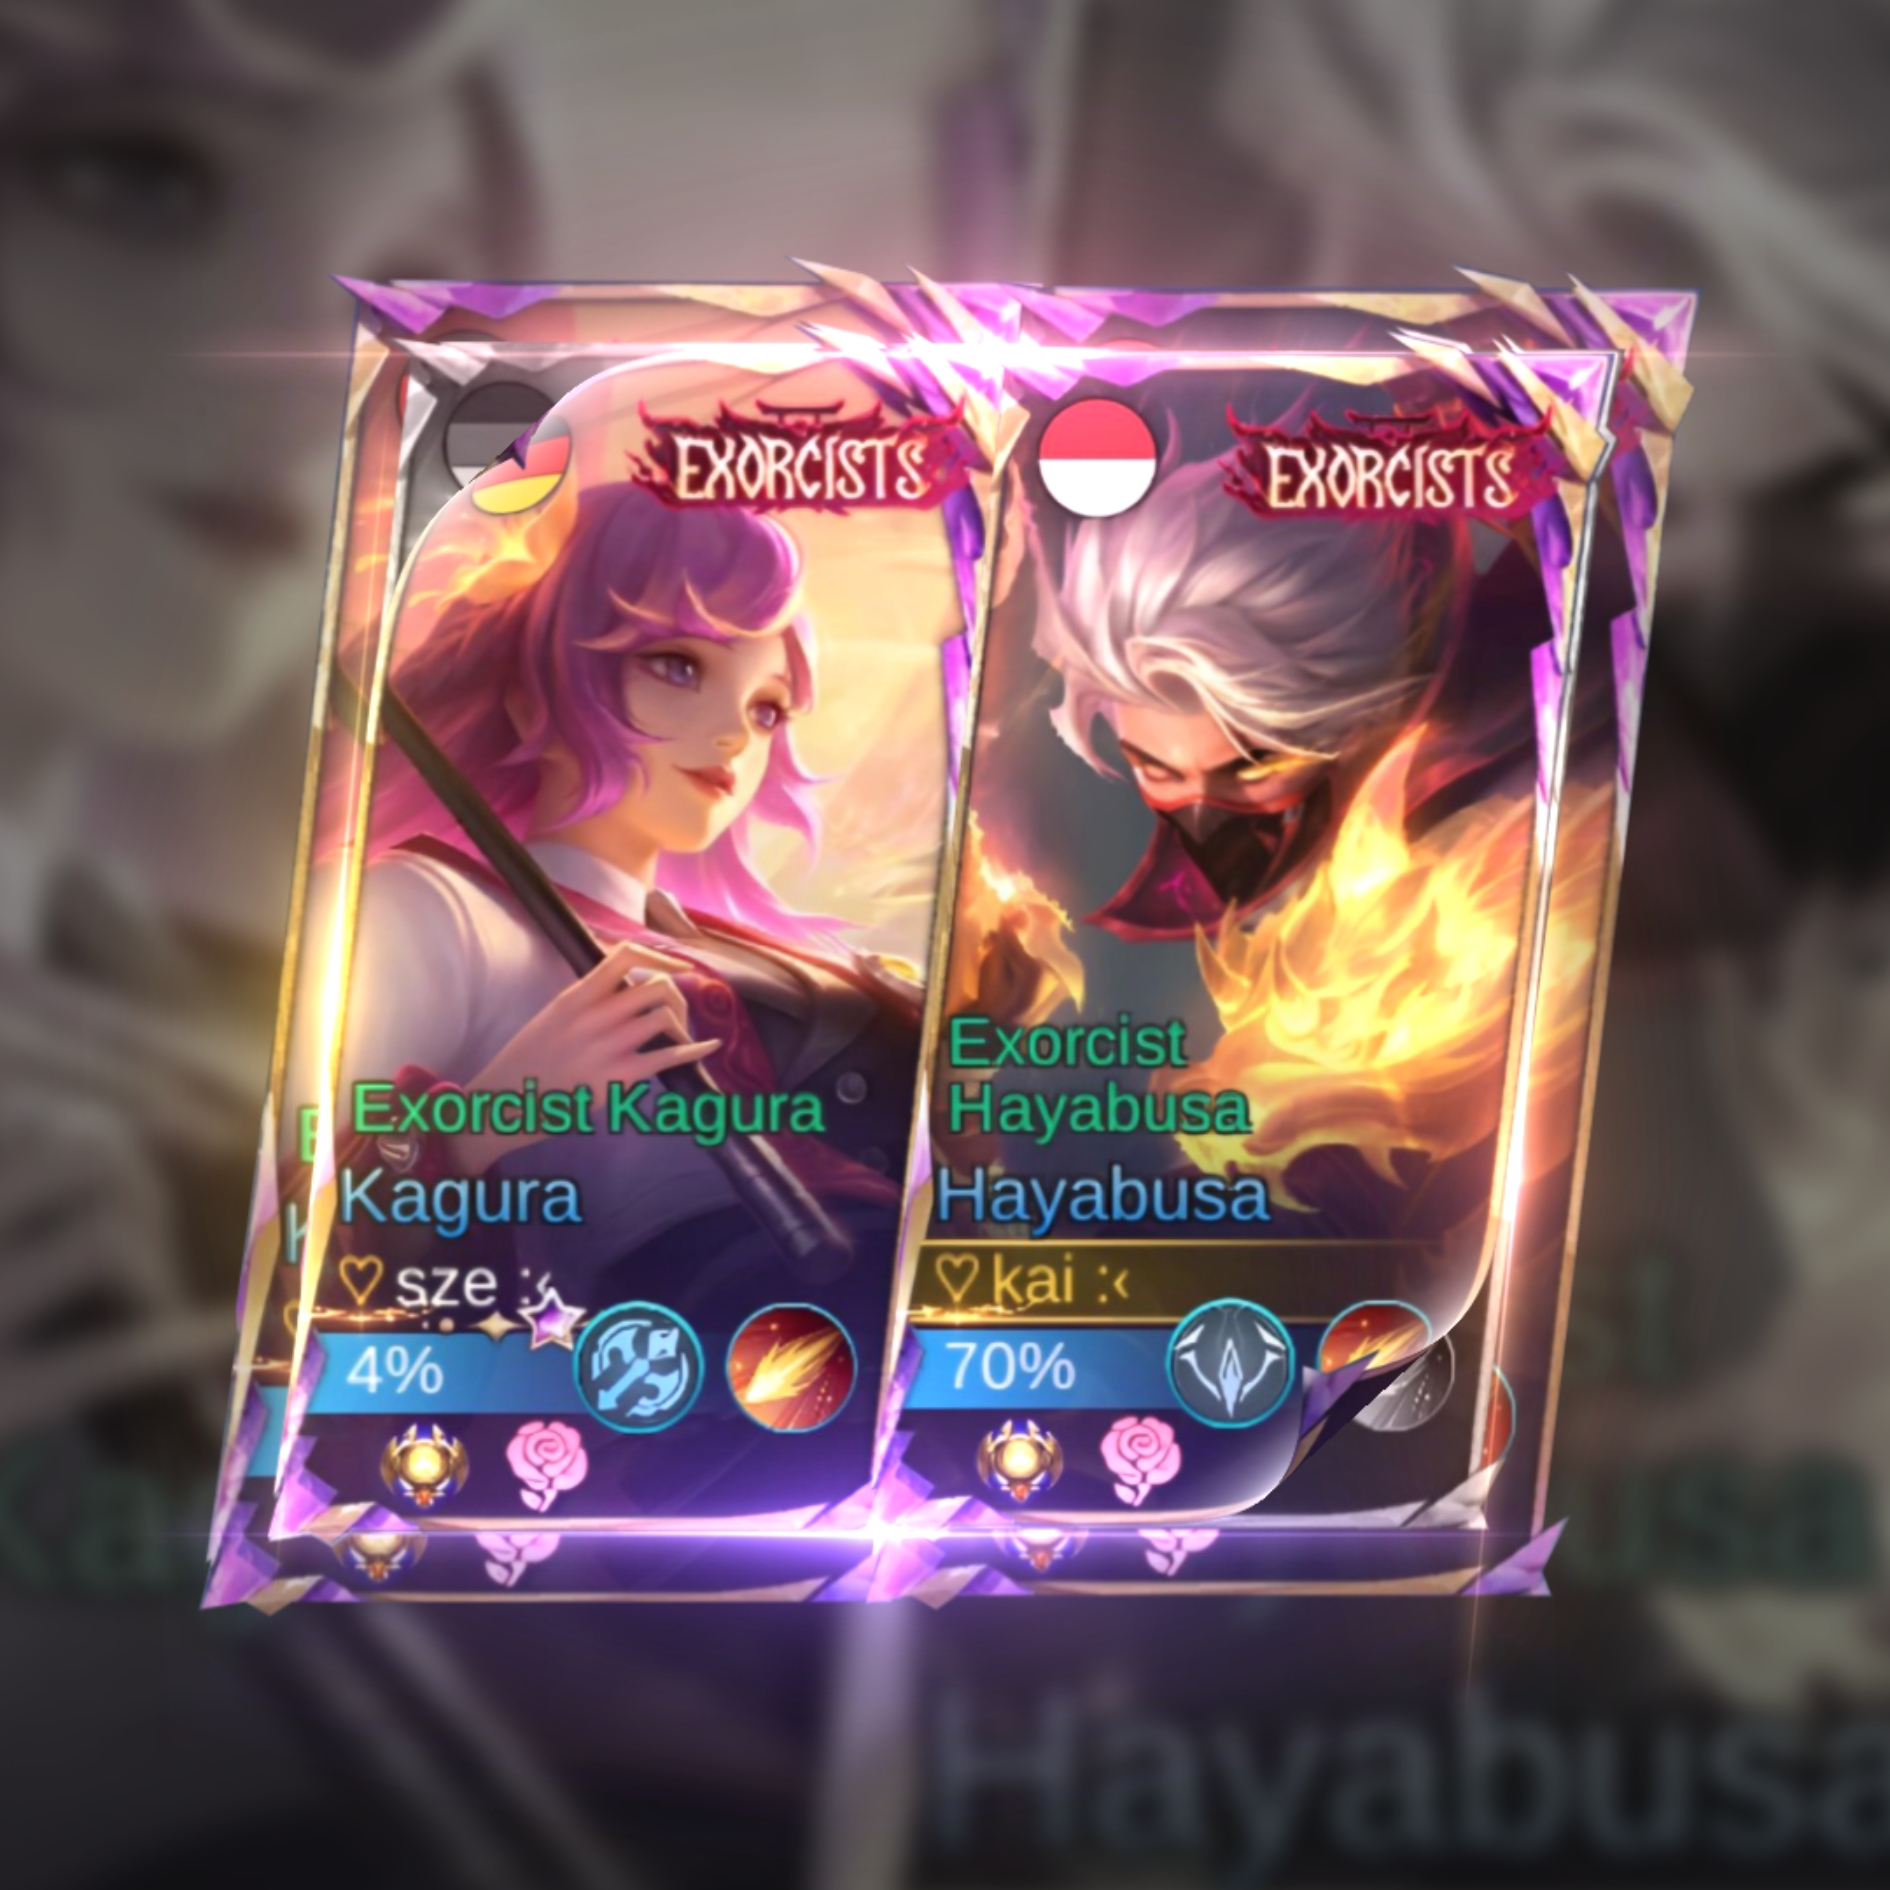 EXORCISTS
Exorcist Kagura
Kagura
♡ sze :‹
4%
EXORCISTS
Exorcist
Hayabusa
Hayabusa
♡ kai :‹
70%
Hayabusa